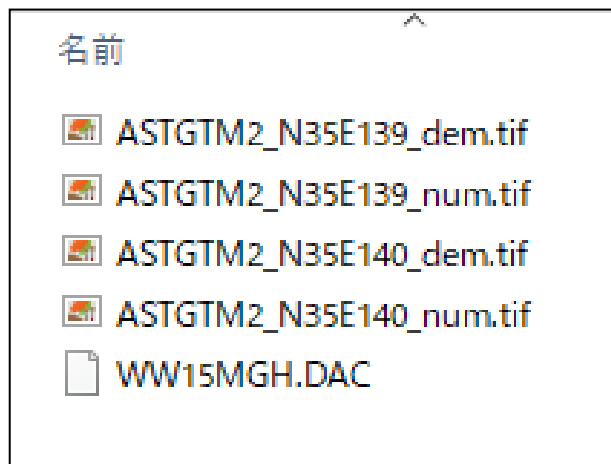 名前
ASTGTM2_N35E139_dem.tif
ASTGTM2_N35E139_num.tif
ASTGTM2_N35E140_dem.tif
ASTGTM2_N35E140_num.tif
WW15MGH.DAC